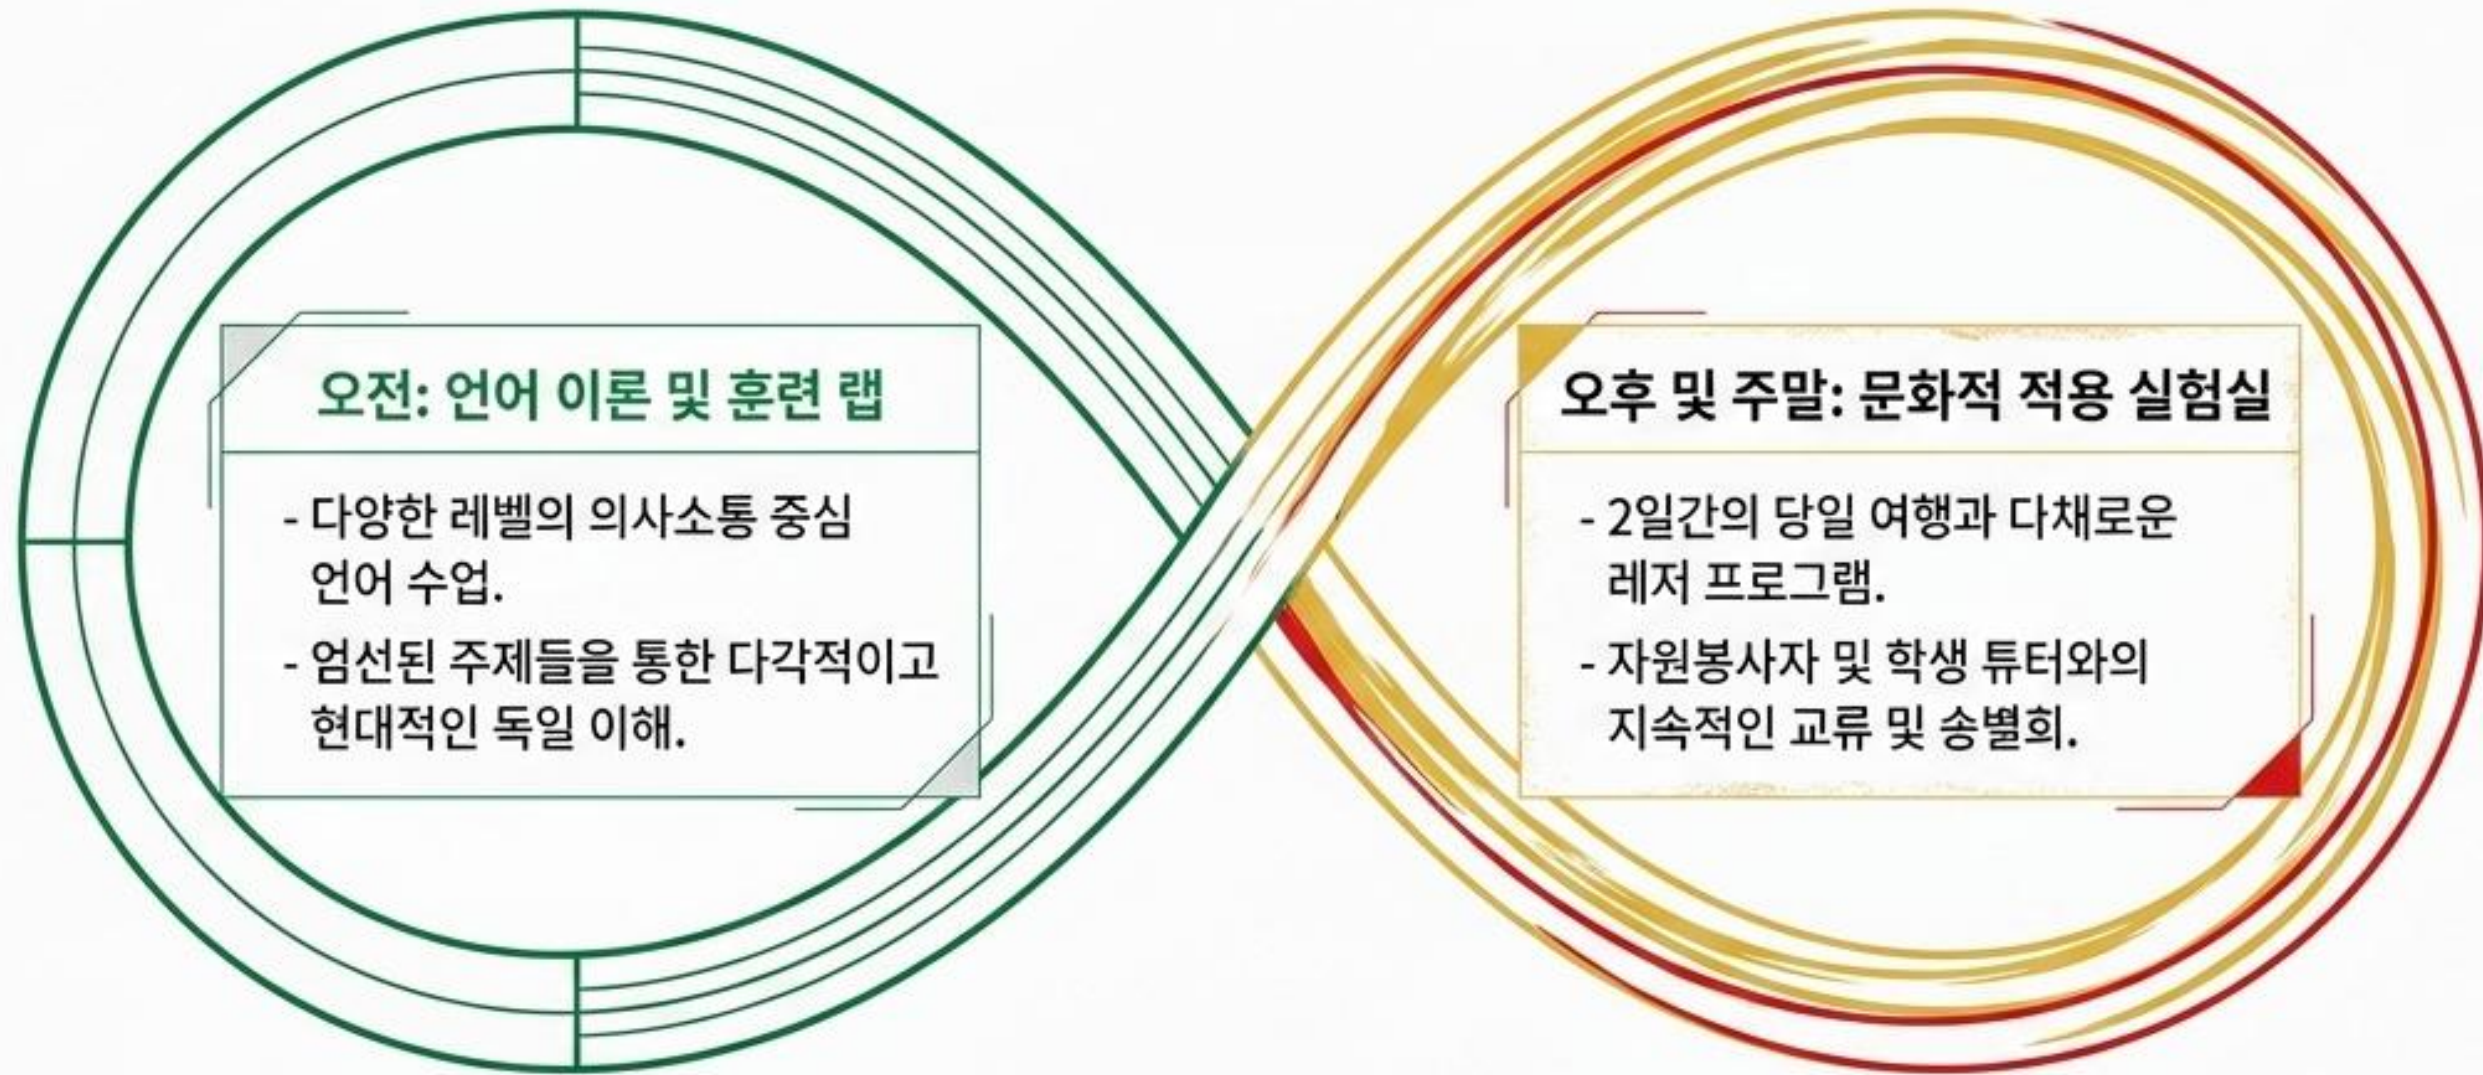 오전: 언어 이론 및 훈련 랩
- 다양한 레벨의 의사소통 중심
언어 수업.
- 엄선된 주제들을 통한 다각적이고
현대적인 독일 이해.
오후 및 주말: 문화적 적용 실험실
- 2일간의 당일 여행과 다채로운
레저 프로그램.
- 자원봉사자 및 학생 튜터와의
지속적인 교류 및 송별회.